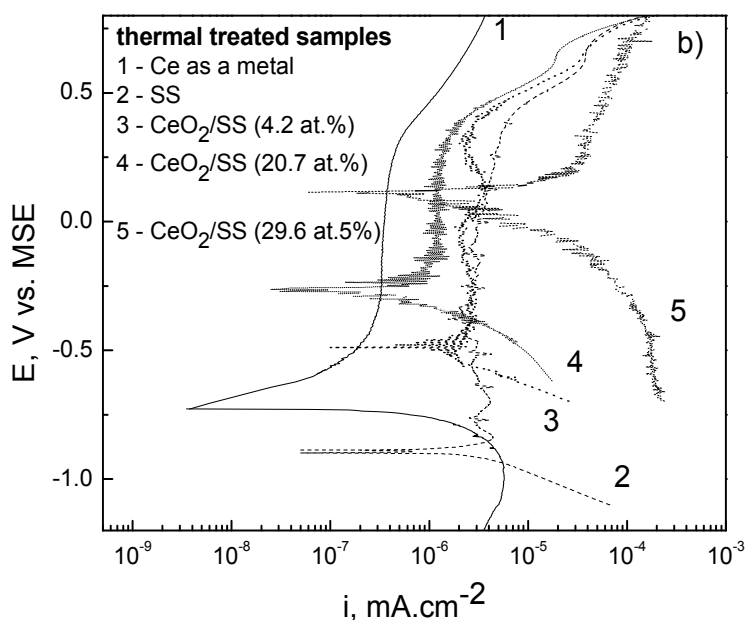 thermal treated samples
1 - Ce as a metal
2 - SS
3 - CeO₂/SS (4.2 at.%)
4 - CeO₂/SS (20.7 at.%)
5 - CeO₂/SS (29.6 at.5%)
b)
1
5
4
3
2
E, V vs. MSE
0.5
0.0
-0.5
-1.0
10⁻⁹ 10⁻⁸ 10⁻⁷ 10⁻⁶ 10⁻⁵ 10⁻⁴ 10⁻³
i, mA.cm⁻²